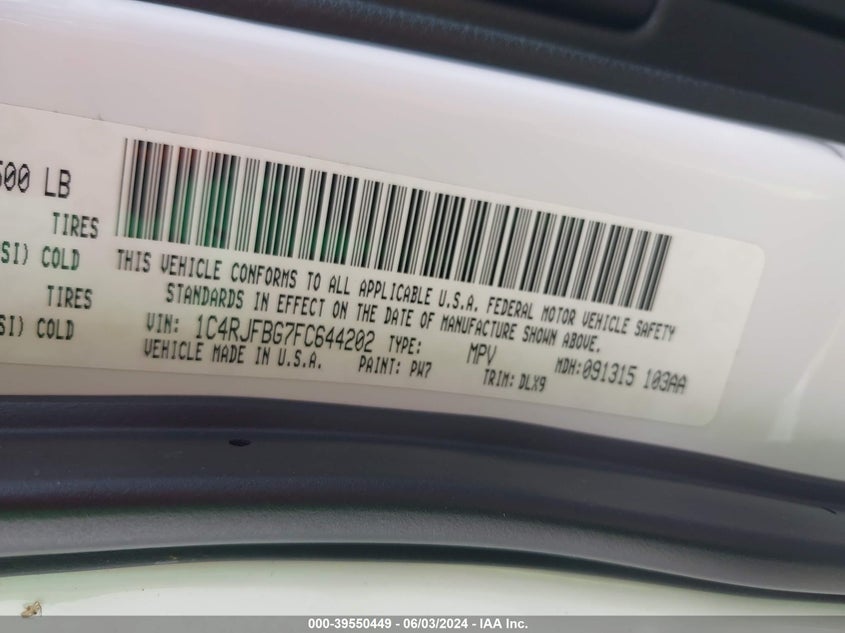 500 LB
TIRES
SI) COLD
TIRES
SI) COLD
THIS VEHICLE CONFORMS TO ALL APPLICABLE U.S.A. FEDERAL MOTOR VEHICLE SAFETY
STANDARDS IN EFFECT ON THE DATE OF MANUFACTURE SHOWN ABOVE.
VIN: 1C4RJFBG7FC644202 TYPE: MPV MDH:091315 103AA
VEHICLE MADE IN U.S.A. PAINT: PW7 TRIM: DLX9
000-39550449 - 06/03/2024 - IAA Inc.